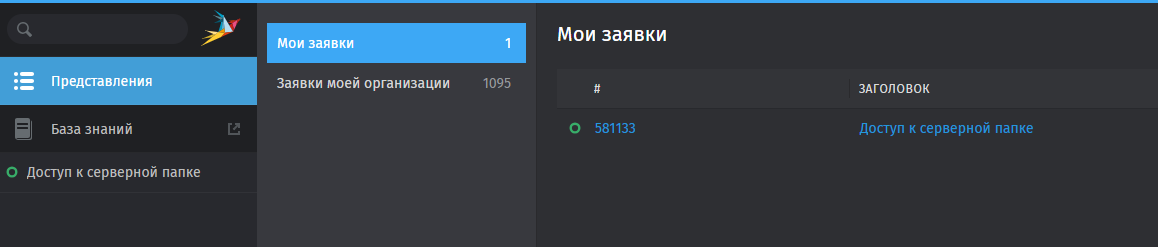 Представления
База знаний
Доступ к серверной папке
Мои заявки 1
Заявки моей организации 1095
Мои заявки
# ЗАГОЛОВОК
581133 Доступ к серверной папке